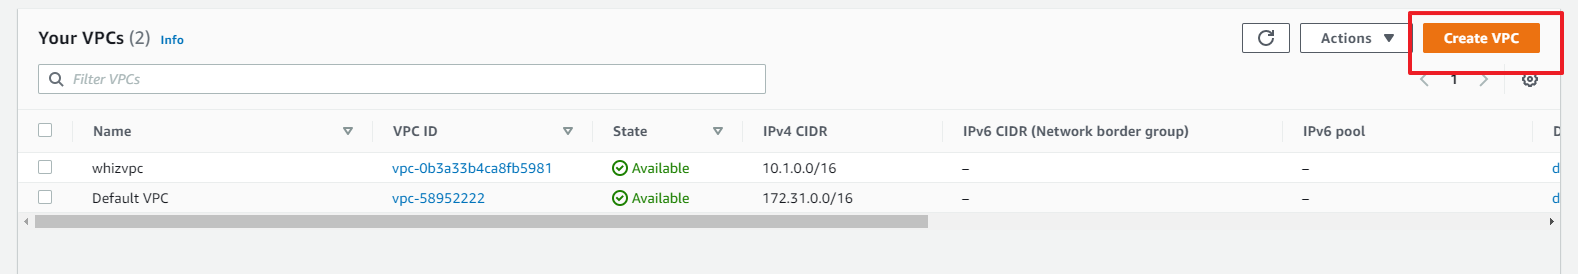 Your VPCs (2) Info Actions Create VPC
Filter VPCs 1
Name VPC ID State IPv4 CIDR IPv6 CIDR (Network border group) IPv6 pool D
whizvpc vpc-0b3a33b4ca8fb5981 Available 10.1.0.0/16 – – d
Default VPC vpc-58952222 Available 172.31.0.0/16 – – d